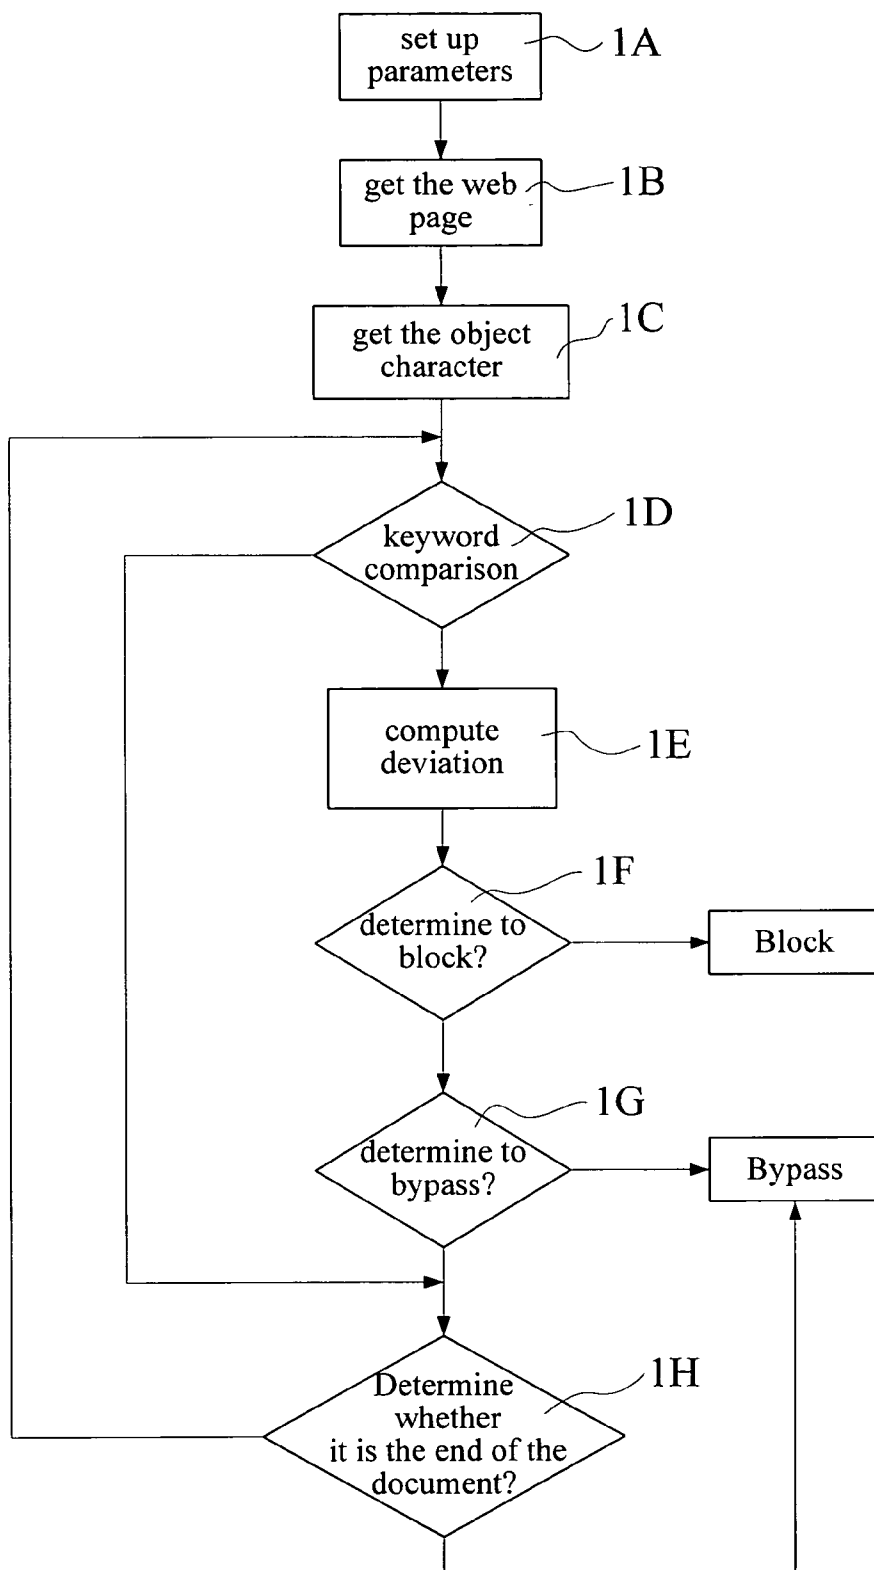 set up
parameters
1A
get the web
page
1B
get the object
character
1C
keyword
comparison
1D
compute
deviation
1E
determine to
block?
1F
Block
determine to
bypass?
1G
Bypass
Determine
whether
it is the end of the
document?
1H